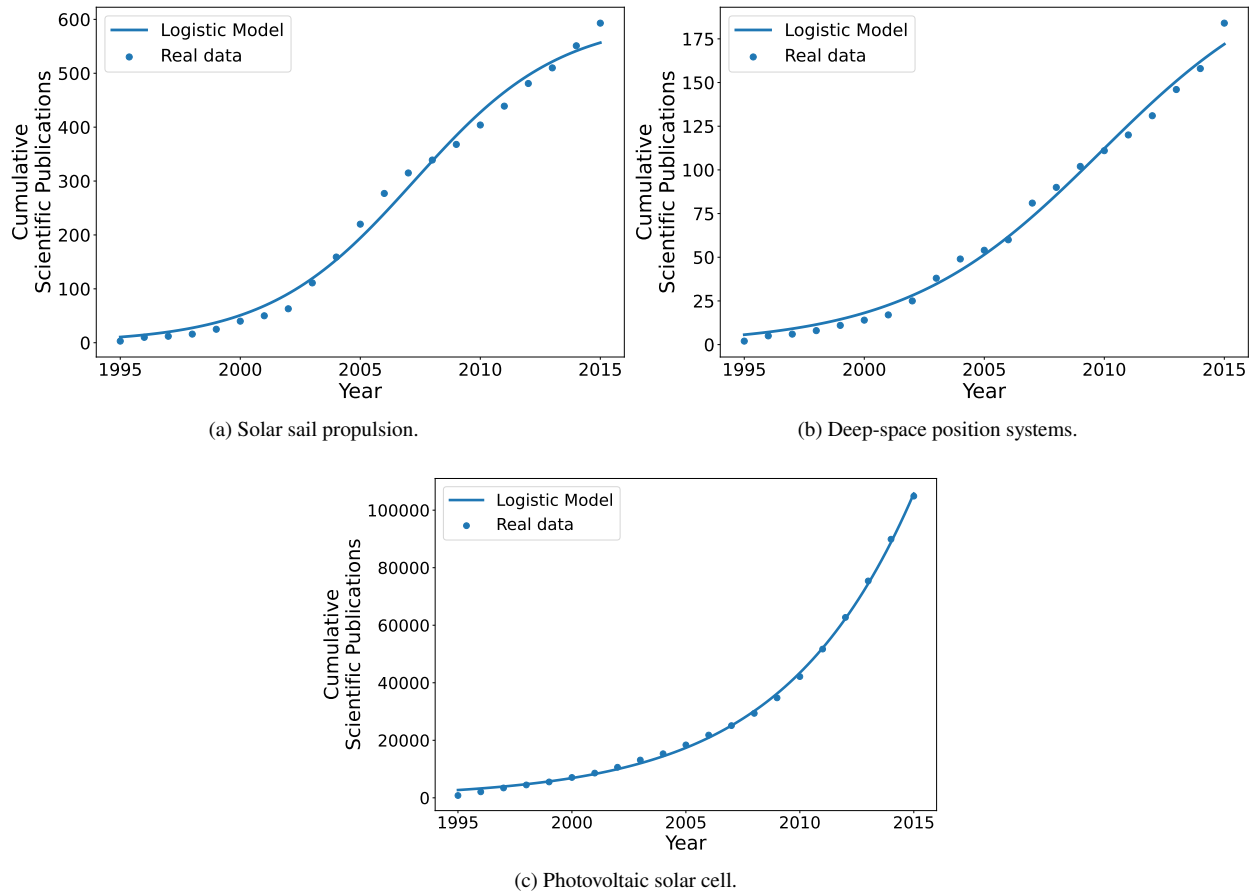 600
500
400
300
200
100
0
Cumulative
Scientific Publications
Logistic Model
Real data
1995 2000 2005 2010 2015
Year
(a) Solar sail propulsion.
175
150
125
100
75
50
25
0
Cumulative
Scientific Publications
Logistic Model
Real data
1995 2000 2005 2010 2015
Year
(b) Deep-space position systems.
100000
80000
60000
40000
20000
0
Cumulative
Scientific Publications
Logistic Model
Real data
1995 2000 2005 2010 2015
Year
(c) Photovoltaic solar cell.